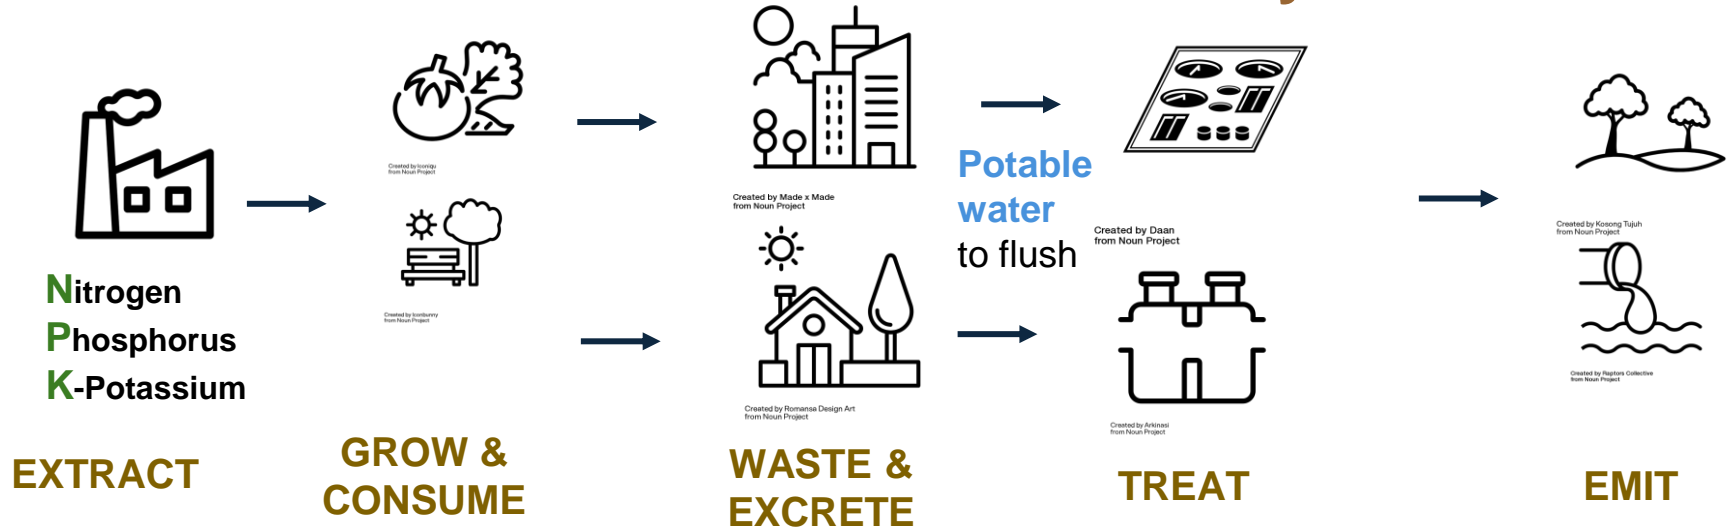 Nitrogen
Phosphorus
K-Potassium
EXTRACT
Created by Iconiqu
from Noun Project
Created by Iconbunny
from Noun Project
GROW &
CONSUME
Created by Made x Made
from Noun Project
Created by Romansa Design Art
from Noun Project
WASTE &
EXCRETE
Potable
water
to flush
Created by Daan
from Noun Project
Created by Arkinasi
from Noun Project
TREAT
Created by Kosong Tujuh
from Noun Project
Created by Raptors Collective
from Noun Project
EMIT